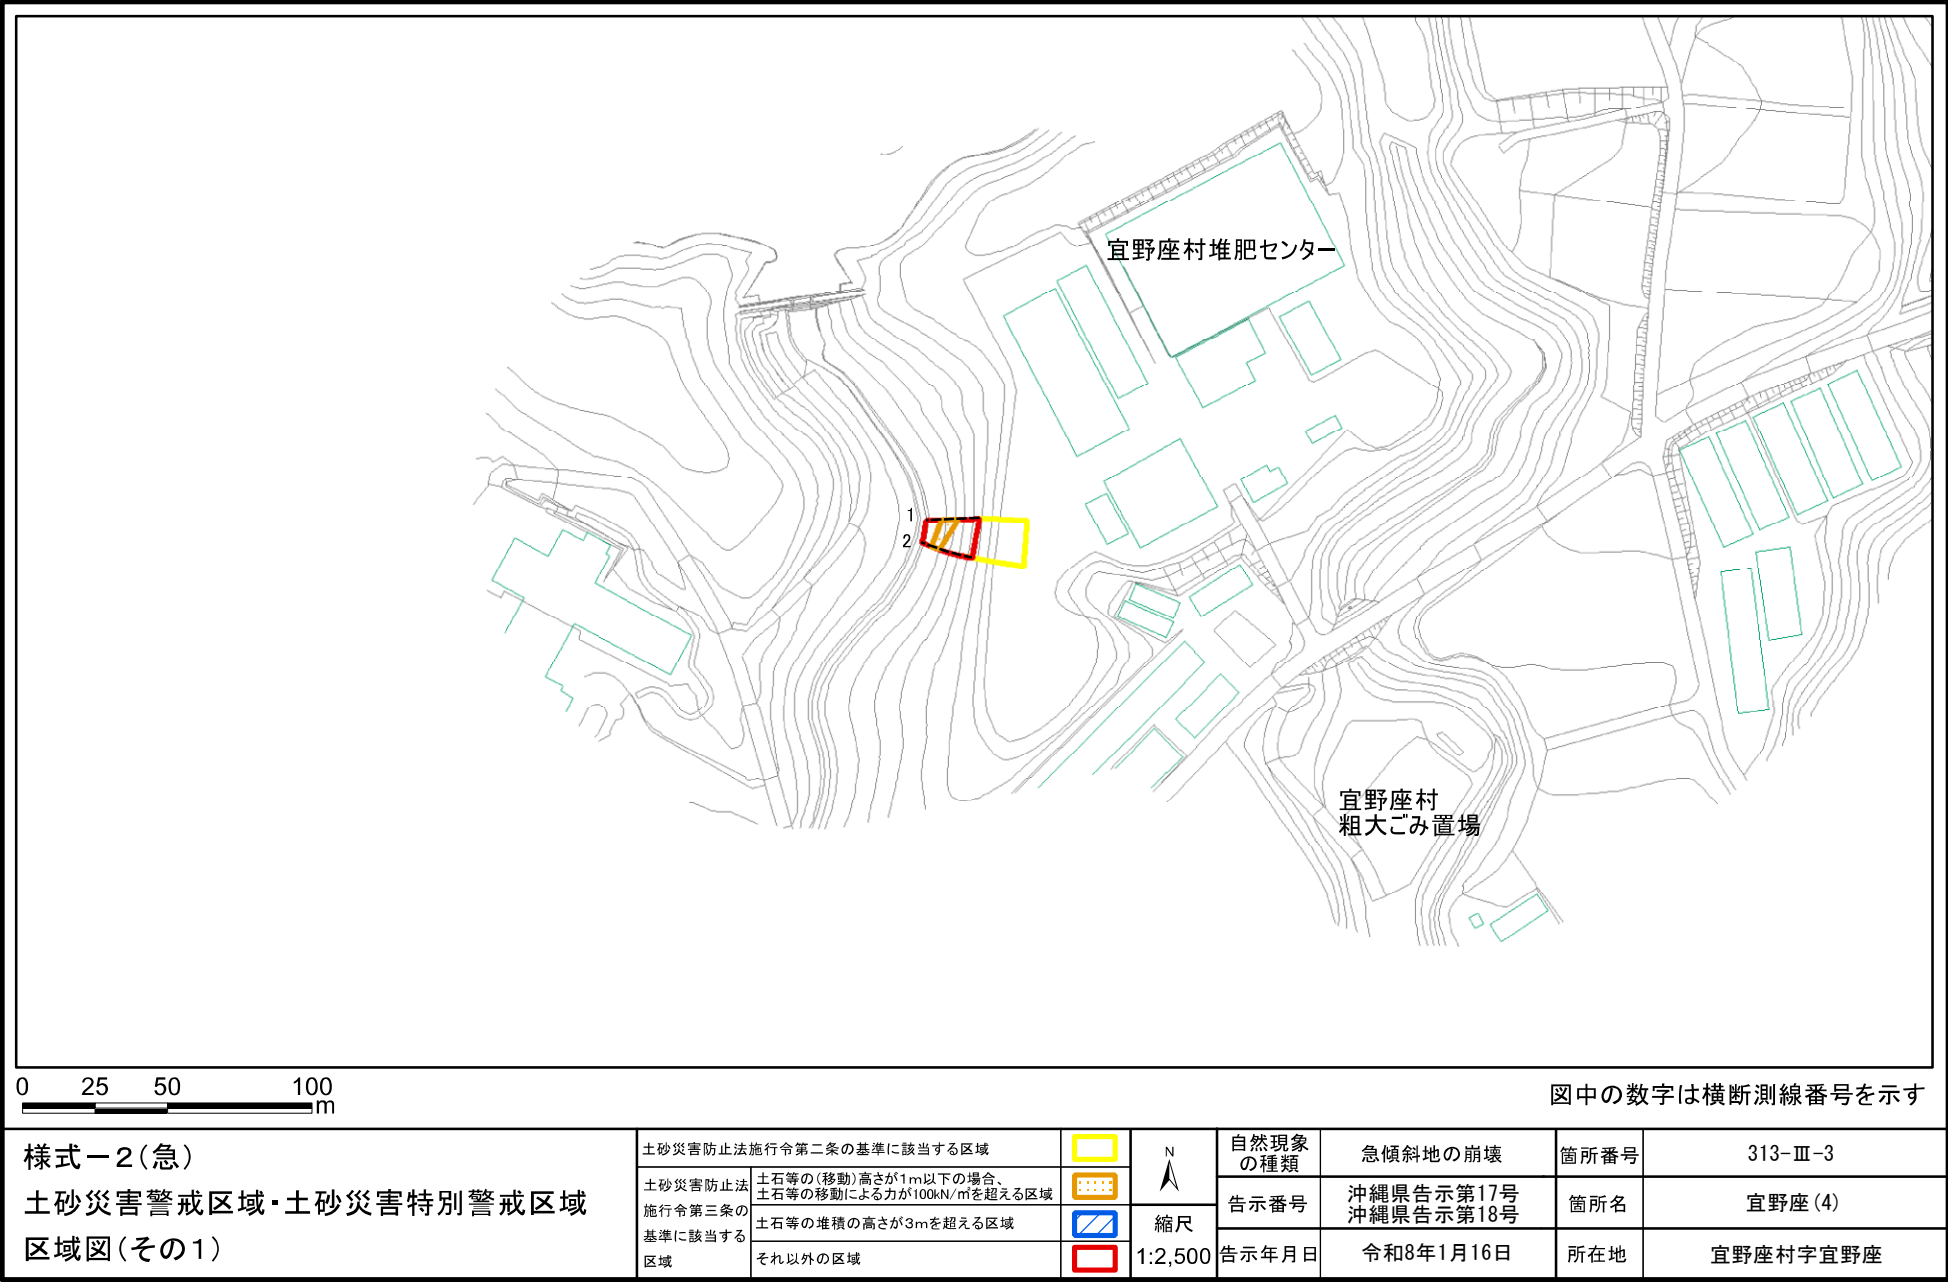 宜野座村堆肥センター
1
2
宜野座村
粗大ごみ置場
0 25 50 100
m
図中の数字は横断測線番号を示す
様式－2（急）
土砂災害警戒区域・土砂災害特別警戒区域
区域図（その1）
土砂災害防止法施行令第二条の基準に該当する区域
土砂災害防止法
施行令第三条の
基準に該当する
区域
土石等の（移動）高さが1m以下の場合、
土石等の移動による力が100kN/㎡を超える区域
土石等の堆積の高さが3mを超える区域
それ以外の区域
N
縮尺
1:2,500
自然現象
の種類
急傾斜地の崩壊
箇所番号
313-Ⅲ-3
告示番号
沖縄県告示第17号
沖縄県告示第18号
箇所名
宜野座(4)
告示年月日
令和8年1月16日
所在地
宜野座村字宜野座